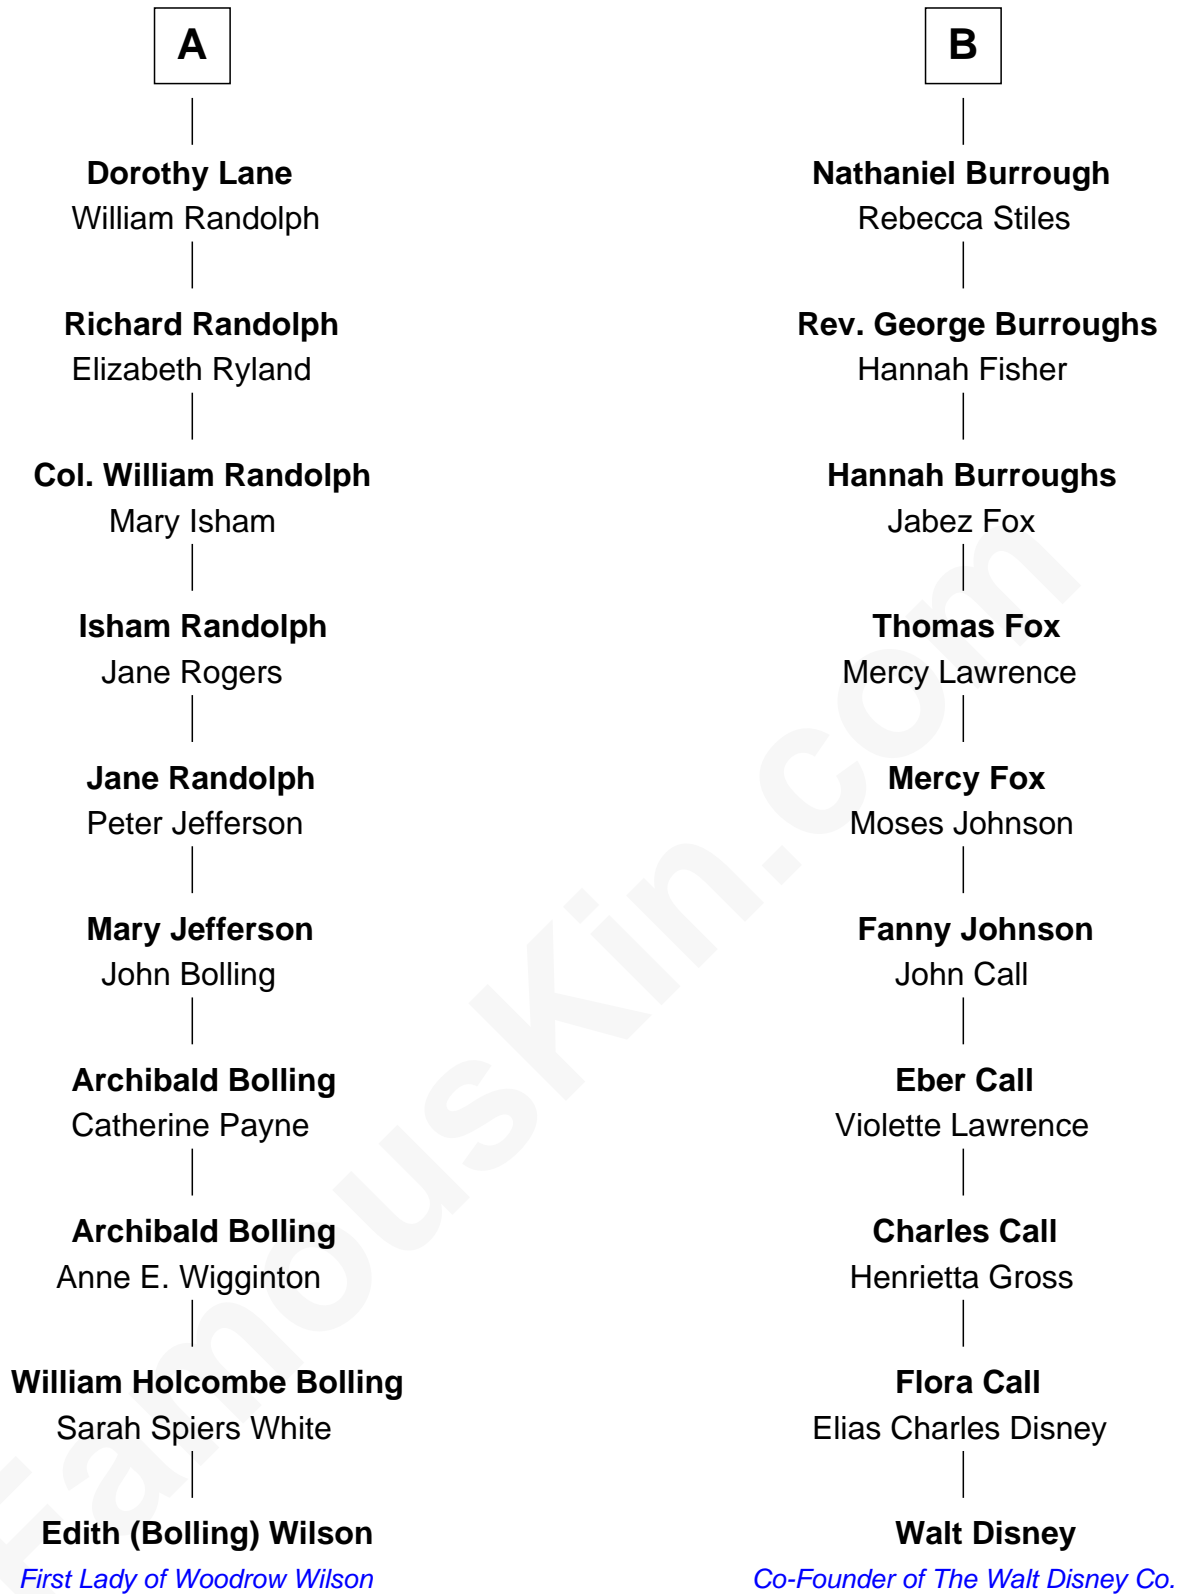 A
Dorothy Lane
William Randolph
Richard Randolph
Elizabeth Ryland
Col. William Randolph
Mary Isham
Isham Randolph
Jane Rogers
Jane Randolph
Peter Jefferson
Mary Jefferson
John Bolling
Archibald Bolling
Catherine Payne
Archibald Bolling
Anne E. Wigginton
William Holcombe Bolling
Sarah Spiers White
Edith (Bolling) Wilson
First Lady of Woodrow Wilson
B
Nathaniel Burrough
Rebecca Stiles
Rev. George Burroughs
Hannah Fisher
Hannah Burroughs
Jabez Fox
Thomas Fox
Mercy Lawrence
Mercy Fox
Moses Johnson
Fanny Johnson
John Call
Eber Call
Violette Lawrence
Charles Call
Henrietta Gross
Flora Call
Elias Charles Disney
Walt Disney
Co-Founder of The Walt Disney Co.
FamousKin.com